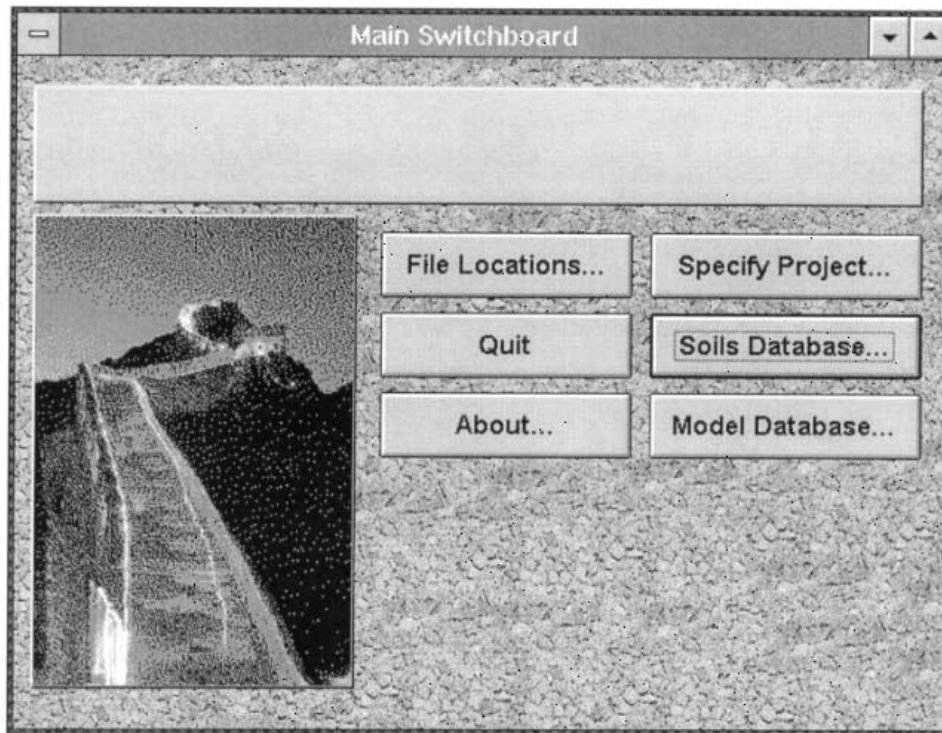 Main Switchboard
File Locations... Specify Project...
Quit Soils Database...
About... Model Database...